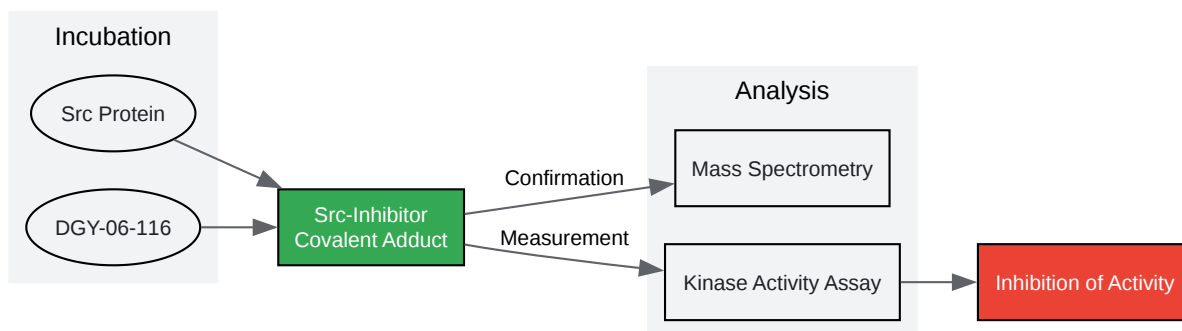 Incubation
Src Protein
DGY-06-116
Src-Inhibitor
Covalent Adduct
Confirmation
Measurement
Analysis
Mass Spectrometry
Kinase Activity Assay
Inhibition of Activity